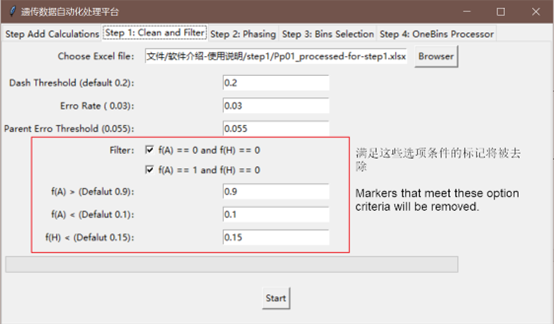 遗传数据自动化处理平台
Step Add Calculations Step 1: Clean and Filter Step 2: Phasing Step 3: Bins Selection Step 4: OneBins Processor
Choose Excel file: 文件/软件介绍-使用说明/step1/Pp01_processed-for-step1.xlsx Browser
Dash Threshold (default 0.2): 0.2
Erro Rate ( 0.03): 0.03
Parent Erro Threshold (0.055): 0.055
Filter: f(A) == 0 and f(H) == 0
f(A) == 1 and f(H) == 0
f(A) > (Defalut 0.9): 0.9
f(A) < (Defalut 0.1): 0.1
f(H) < (Defalut 0.15): 0.15
满足这些选项条件的标记将被去
除
Markers that meet these option
criteria will be removed.
Start